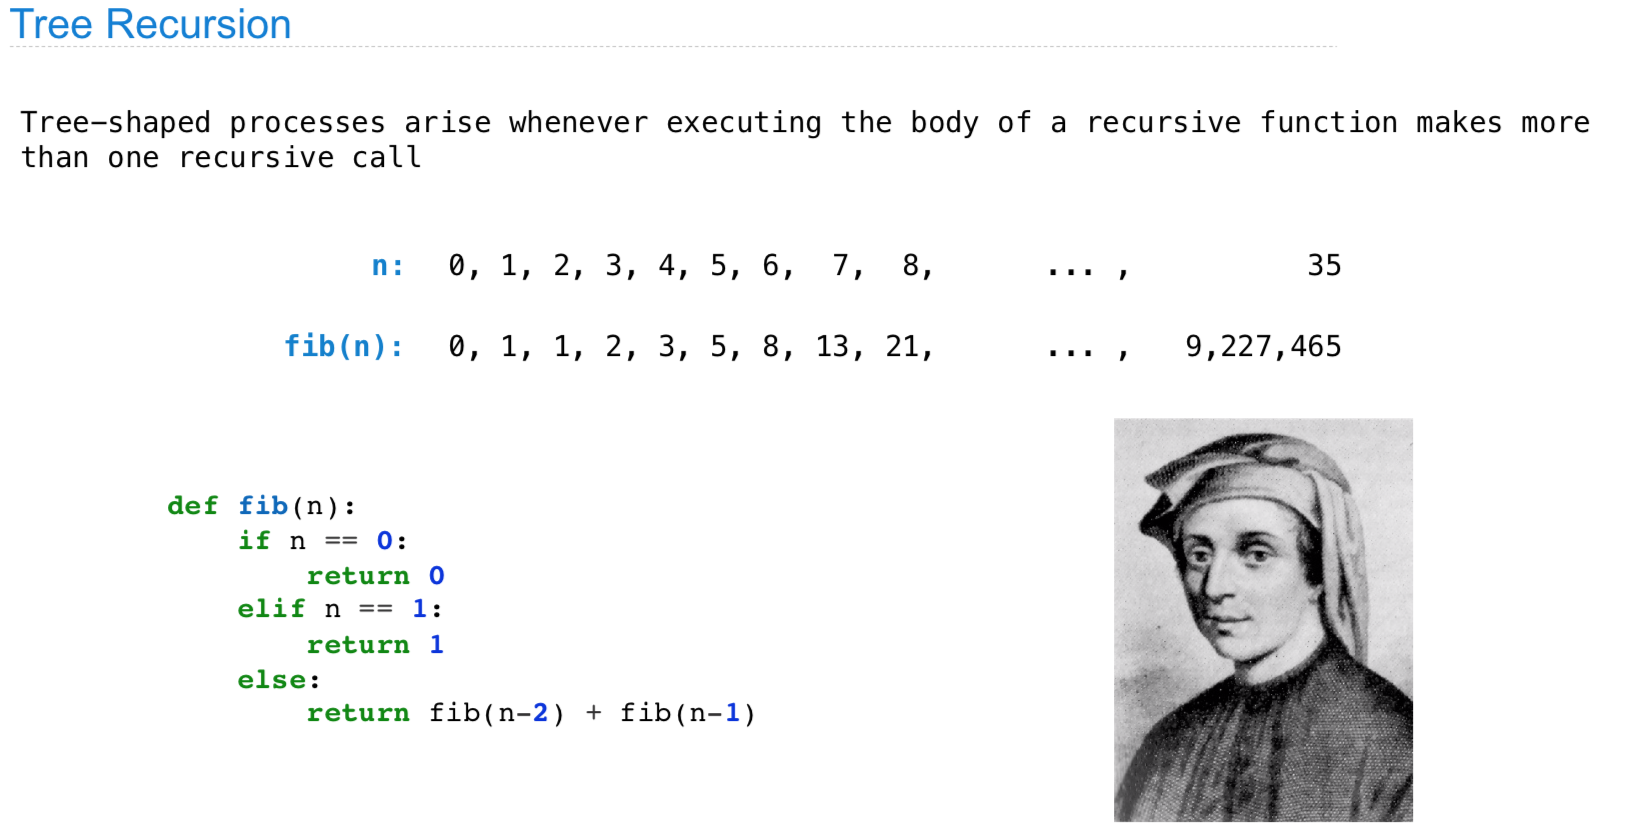 Tree Recursion
Tree-shaped processes arise whenever executing the body of a recursive function makes more
than one recursive call
n: 0, 1, 2, 3, 4, 5, 6, 7, 8, ... , 35
fib(n): 0, 1, 1, 2, 3, 5, 8, 13, 21, ... , 9,227,465
def fib(n):
    if n == 0:
        return 0
    elif n == 1:
        return 1
    else:
        return fib(n-2) + fib(n-1)